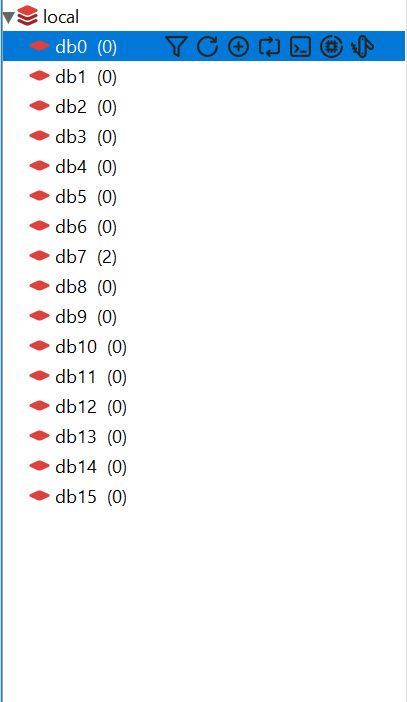 local
db0 (0)
db1 (0)
db2 (0)
db3 (0)
db4 (0)
db5 (0)
db6 (0)
db7 (2)
db8 (0)
db9 (0)
db10 (0)
db11 (0)
db12 (0)
db13 (0)
db14 (0)
db15 (0)